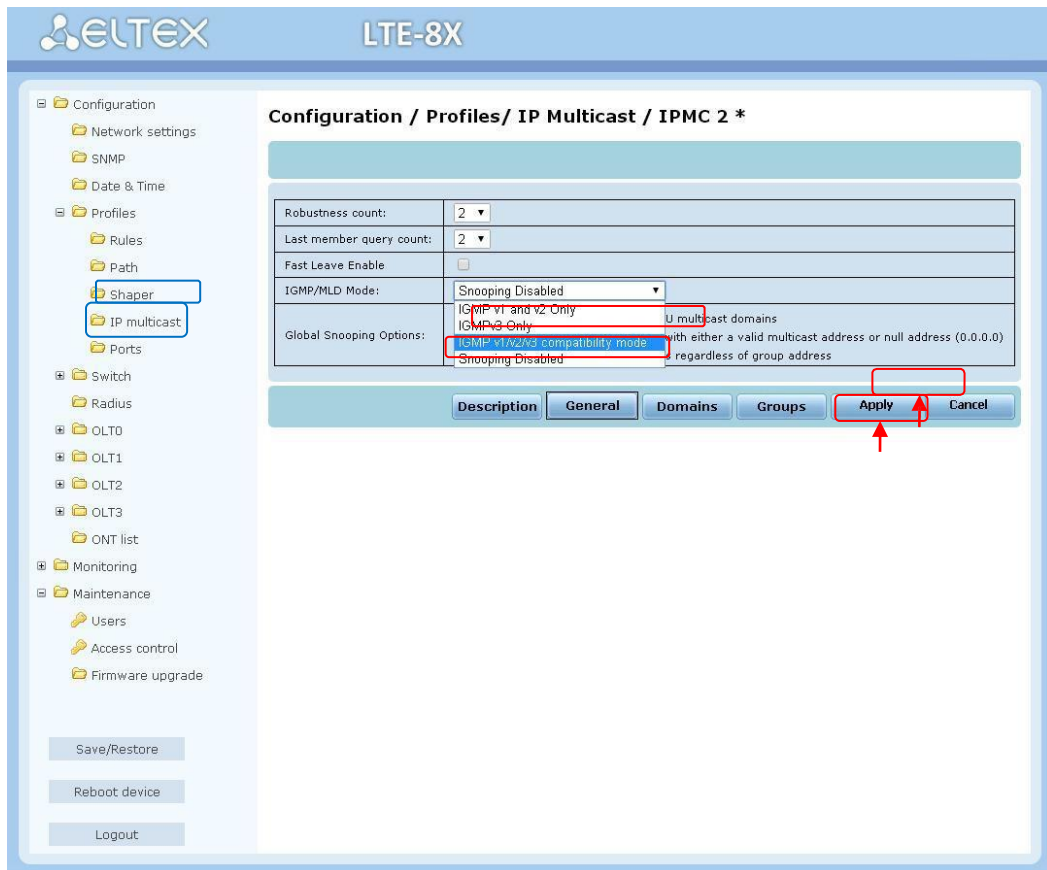 ELTEX LTE-8X
Configuration
Network settings
SNMP
Date & Time
Profiles
Rules
Path
Shaper
IP multicast
Ports
Switch
Radius
OLT0
OLT1
OLT2
OLT3
ONT list
Monitoring
Maintenance
Users
Access control
Firmware upgrade
Save/Restore
Reboot device
Logout
Configuration / Profiles/ IP Multicast / IPMC 2 *
Robustness count: 2
Last member query count: 2
Fast Leave Enable
IGMP/MLD Mode: Snooping Disabled
IGMP v1 and v2 Only
IGMPv3 Only
IGMP v1/v2/v3 compatibility mode
Snooping Disabled
Global Snooping Options:
U multicast domains
with either a valid multicast address or null address (0.0.0.0)
s regardless of group address
Description General Domains Groups Apply Cancel